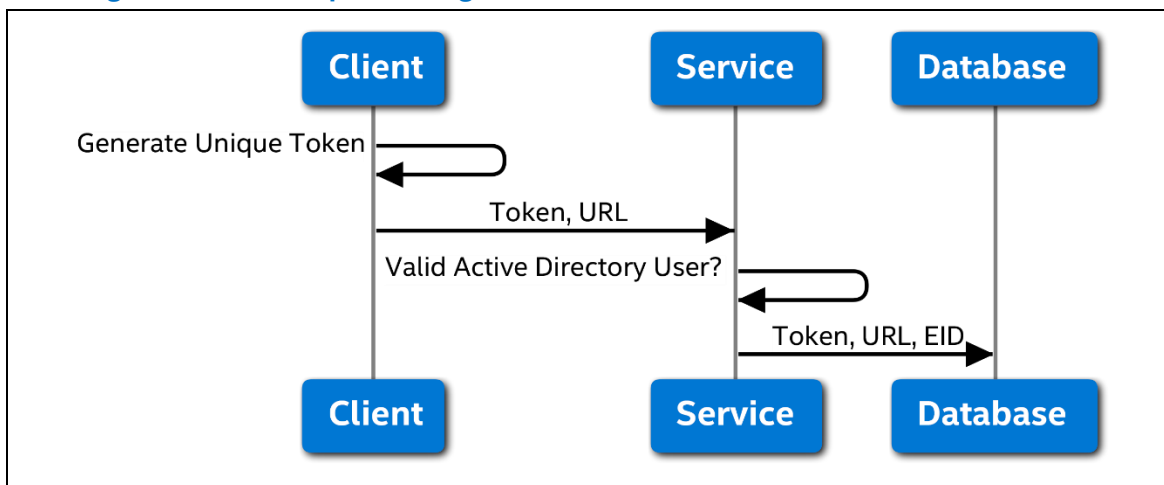 Client Service Database
Generate Unique Token
Token, URL
Valid Active Directory User?
Token, URL, EID
Client Service Database